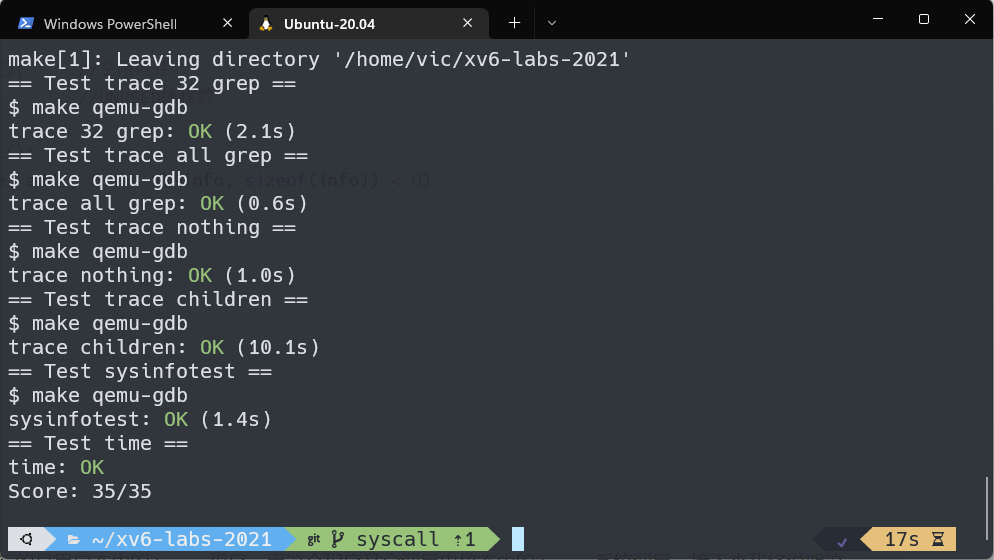 Windows PowerShell
Ubuntu-20.04
make[1]: Leaving directory '/home/vic/xv6-labs-2021'
== Test trace 32 grep ==
$ make qemu-gdb
trace 32 grep: OK (2.1s)
== Test trace all grep ==
$ make qemu-gdb
nfo, sizeof(info)) < 0)
trace all grep: OK (0.6s)
== Test trace nothing ==
$ make qemu-gdb
trace nothing: OK (1.0s)
== Test trace children ==
$ make qemu-gdb
trace children: OK (10.1s)
== Test sysinfotest ==
$ make qemu-gdb
sysinfotest: OK (1.4s)
== Test time ==
time: OK
Score: 35/35
~/xv6-labs-2021 git syscall ↑1 17s